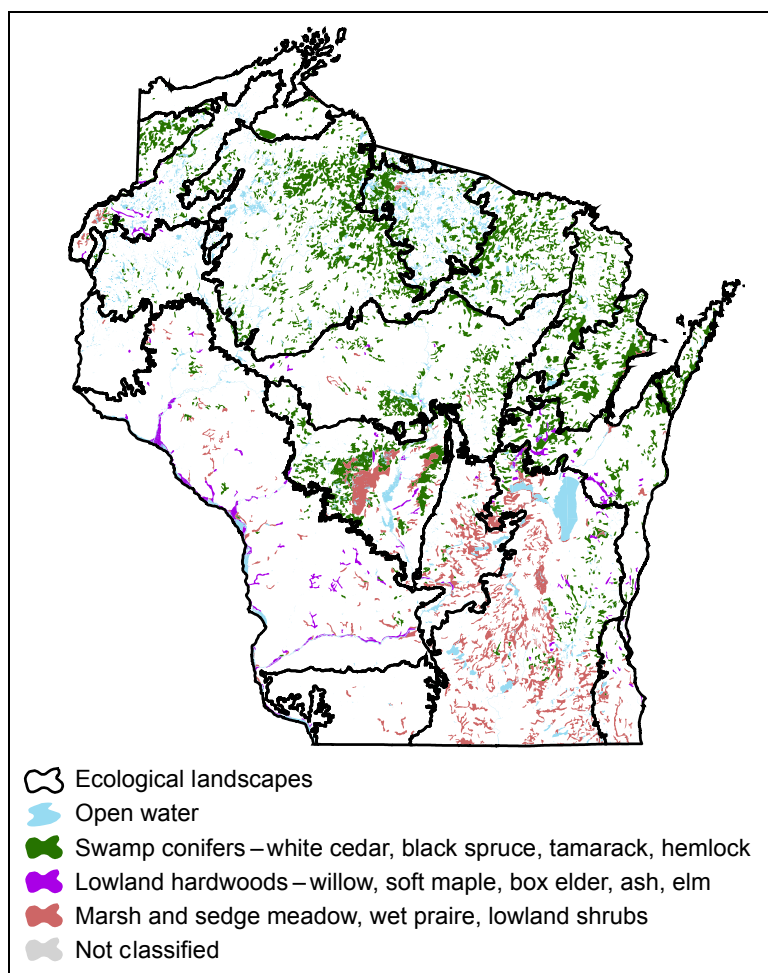 Ecological landscapes
Open water
Swamp conifers – white cedar, black spruce, tamarack, hemlock
Lowland hardwoods – willow, soft maple, box elder, ash, elm
Marsh and sedge meadow, wet praire, lowland shrubs
Not classified